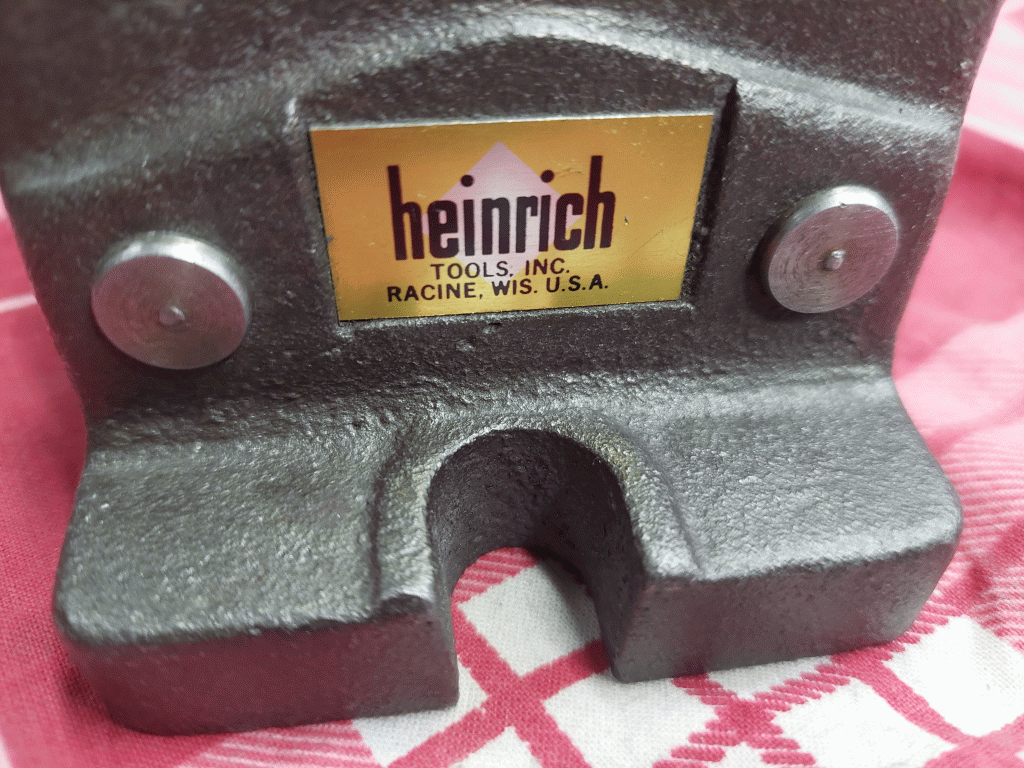 heinrich
TOOLS, INC.
RACINE, WIS. U.S.A.